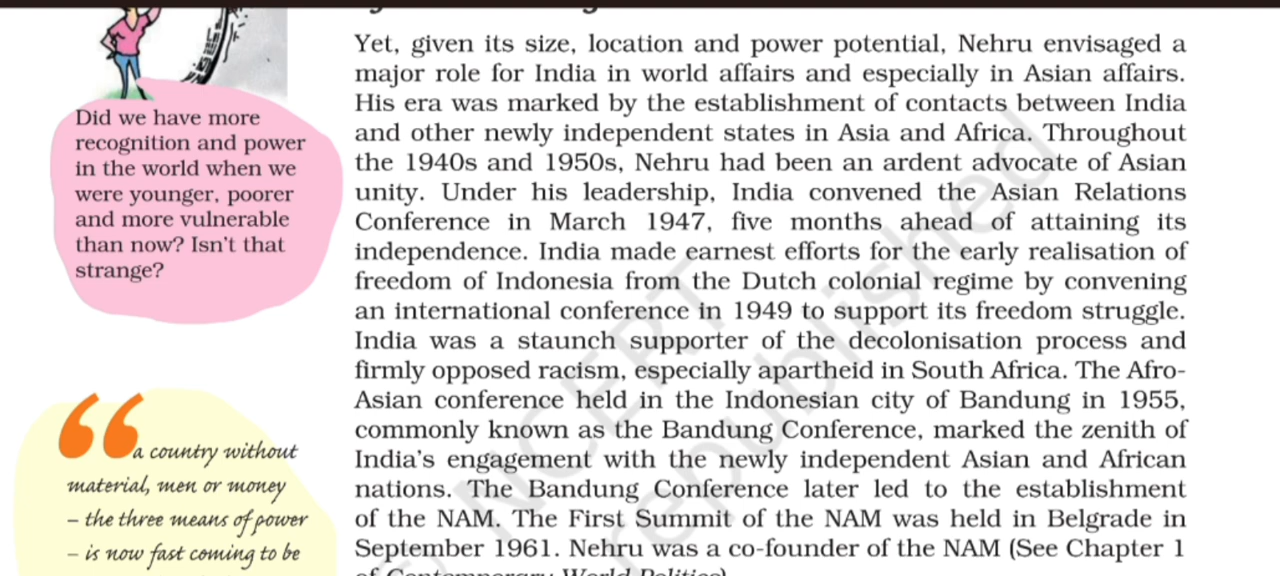 Yet, given its size, location and power potential, Nehru envisaged a
major role for India in world affairs and especially in Asian affairs.
His era was marked by the establishment of contacts between India
and other newly independent states in Asia and Africa. Throughout
the 1940s and 1950s, Nehru had been an ardent advocate of Asian
unity. Under his leadership, India convened the Asian Relations
Conference in March 1947, five months ahead of attaining its
independence. India made earnest efforts for the early realisation of
freedom of Indonesia from the Dutch colonial regime by convening
an international conference in 1949 to support its freedom struggle.
India was a staunch supporter of the decolonisation process and
firmly opposed racism, especially apartheid in South Africa. The Afro-
Asian conference held in the Indonesian city of Bandung in 1955,
commonly known as the Bandung Conference, marked the zenith of
India's engagement with the newly independent Asian and African
nations. The Bandung Conference later led to the establishment
of the NAM. The First Summit of the NAM was held in Belgrade in
September 1961. Nehru was a co-founder of the NAM (See Chapter 1
of Contemporary World Politics)
Did we have more
recognition and power
in the world when we
were younger, poorer
and more vulnerable
than now? Isn't that
strange?
“a country without
material, men or money
– the three means of power
– is now fast coming to be
NCERT
republished